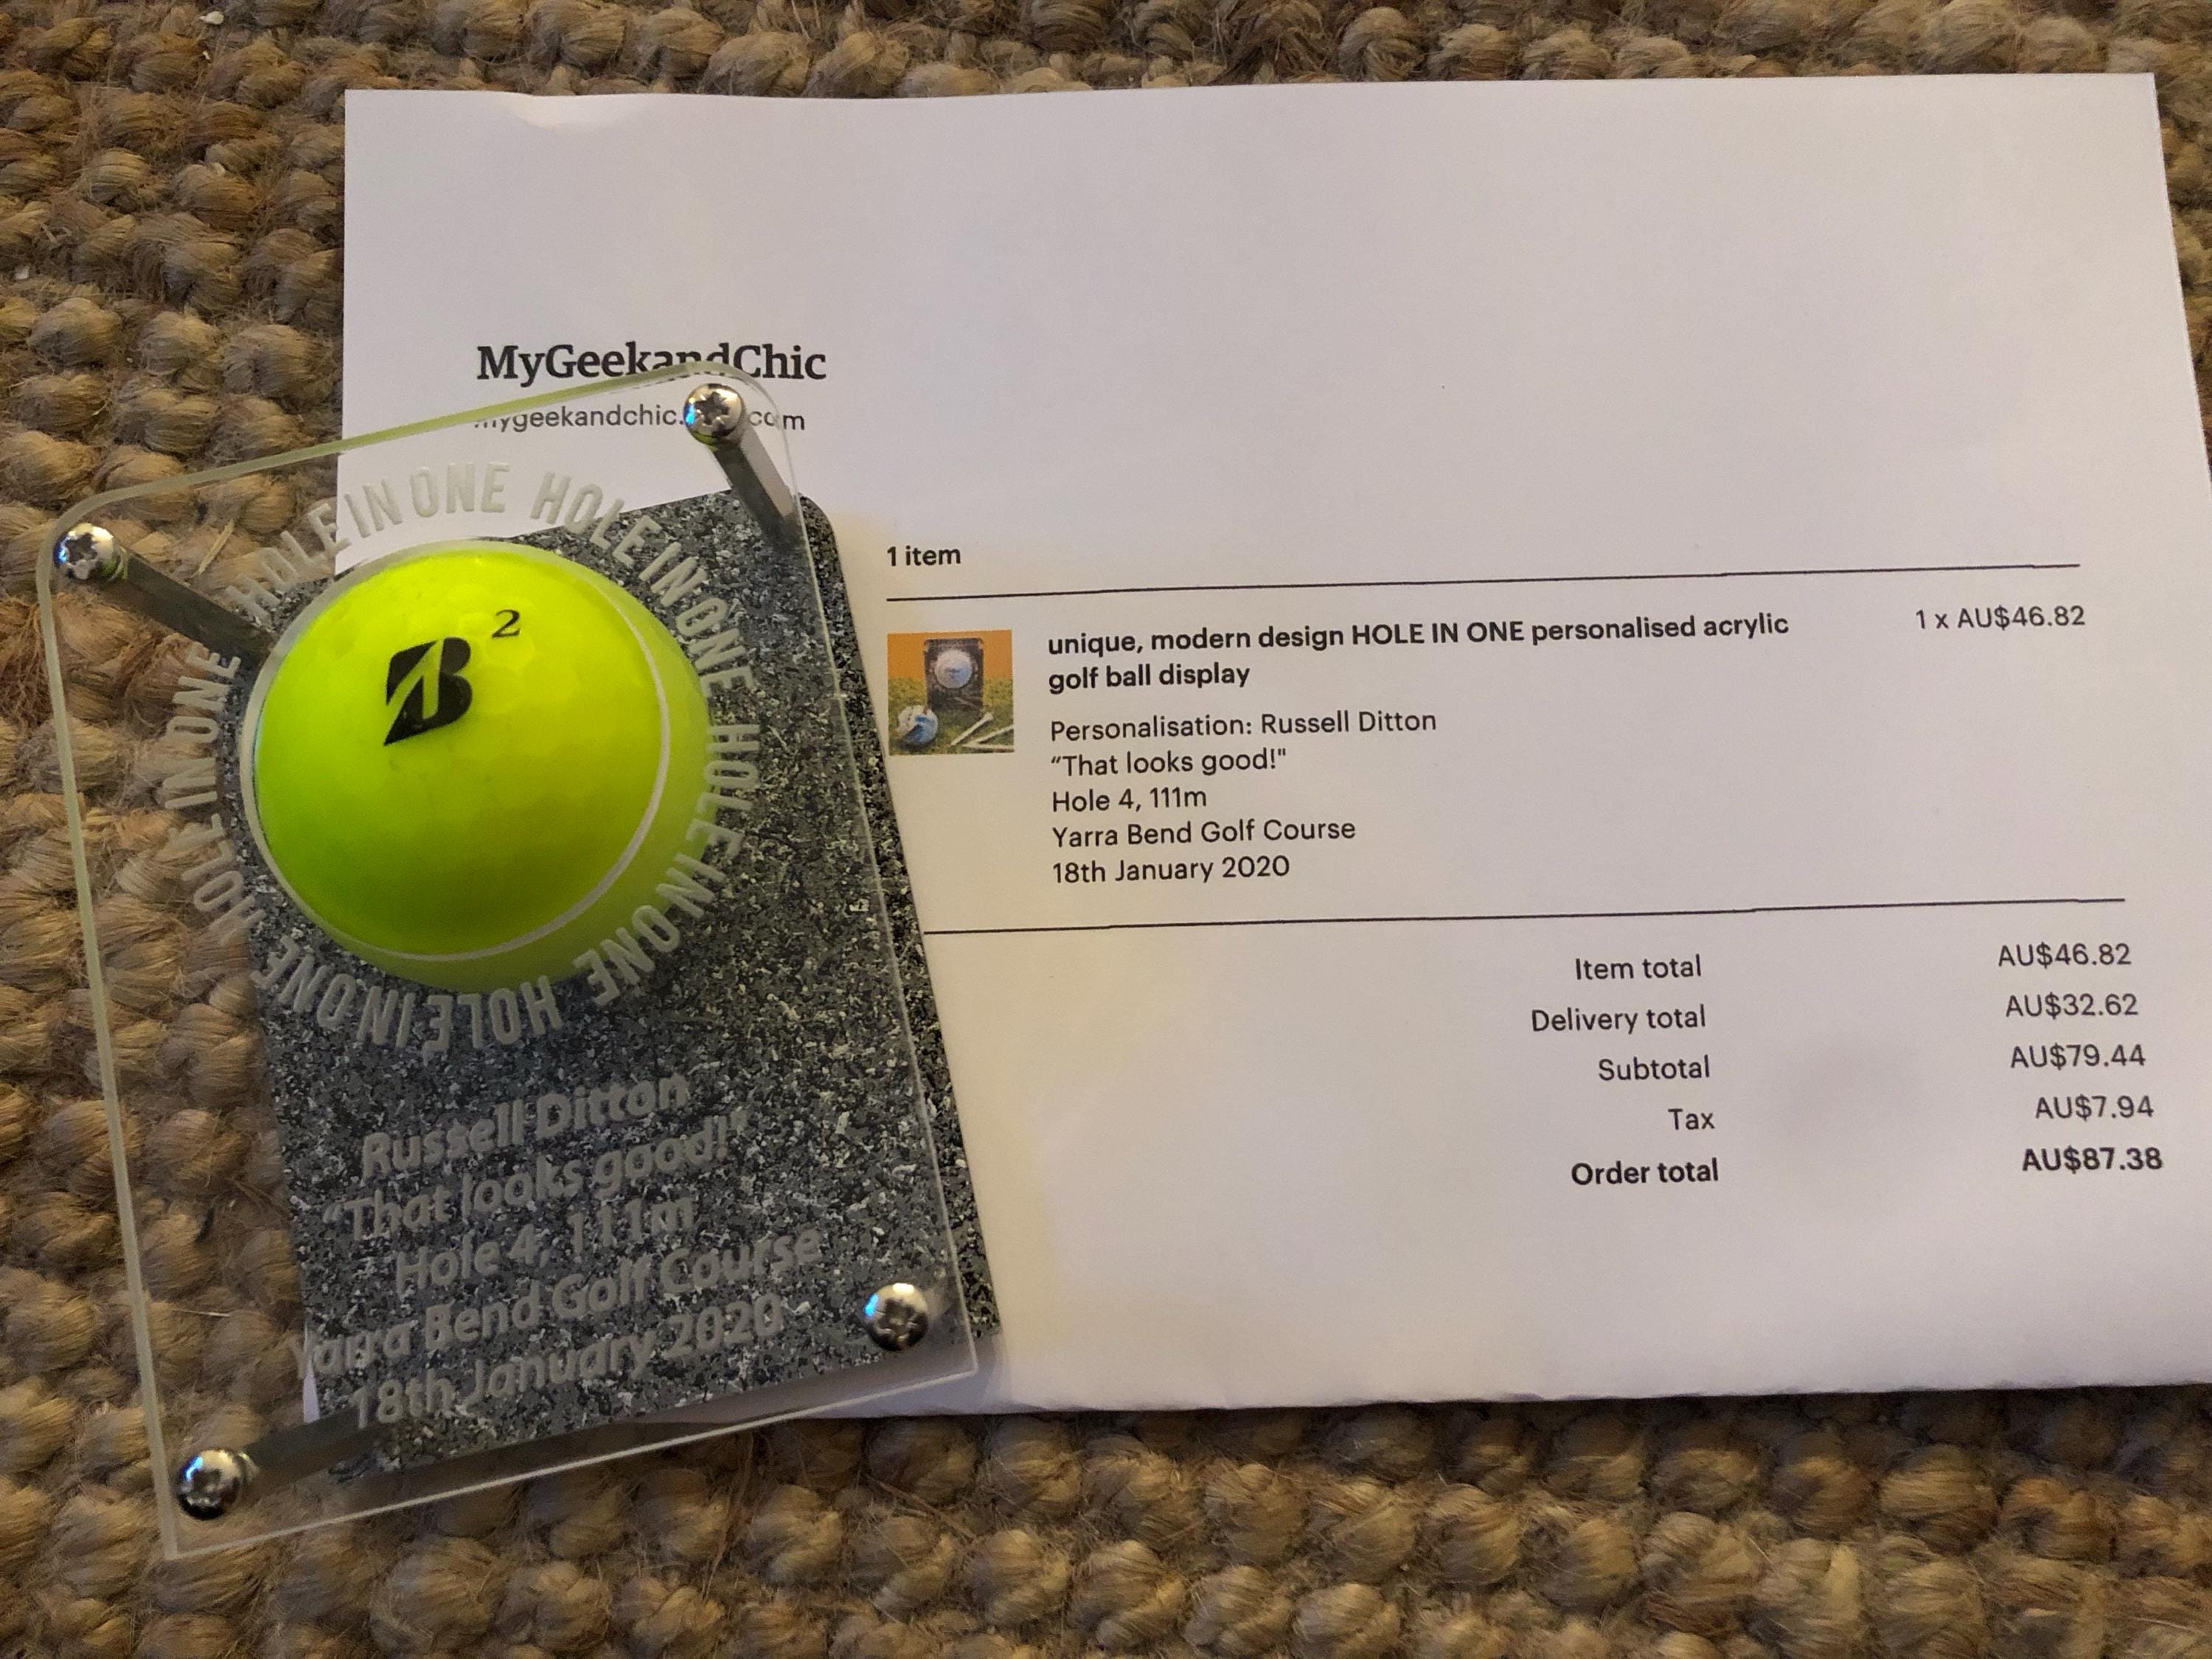 MyGeekandChic
mygeekandchic. com
1 item
unique, modern design HOLE IN ONE personalised acrylic 1 x AU$46.82
golf ball display
Personalisation: Russell Ditton
“That looks good!"
Hole 4, 111m
Yarra Bend Golf Course
18th January 2020
Item total AU$46.82
Delivery total AU$32.62
Subtotal AU$79.44
Tax AU$7.94
Order total AU$87.38
HOLE IN ONE HOLE IN ONE HOLE IN ONE HOLE IN ONE HOLE IN ONE HOLE IN ONE
B 2
Russell Ditton
“That looks good!"
Hole 4, 111m
Yarra Bend Golf Course
18th January 2020